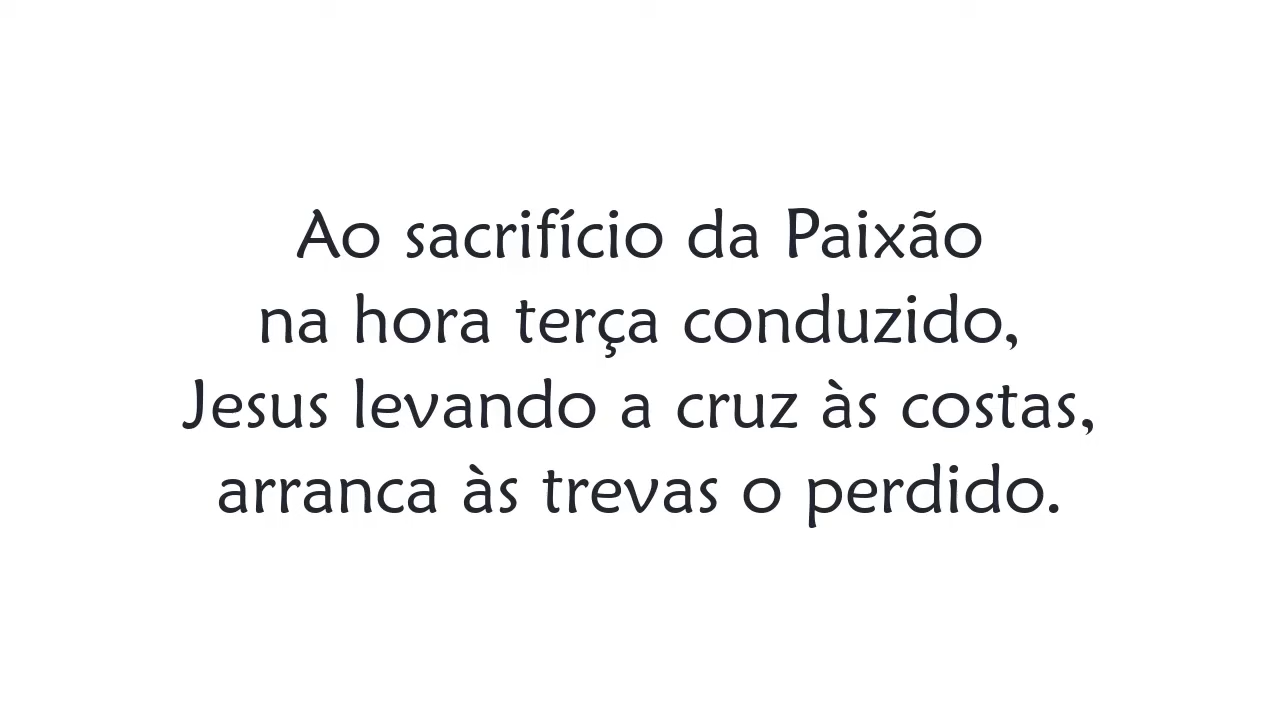 Ao sacrifício da Paixão
na hora terça conduzido,
Jesus levando a cruz às costas,
arranca às trevas o perdido.